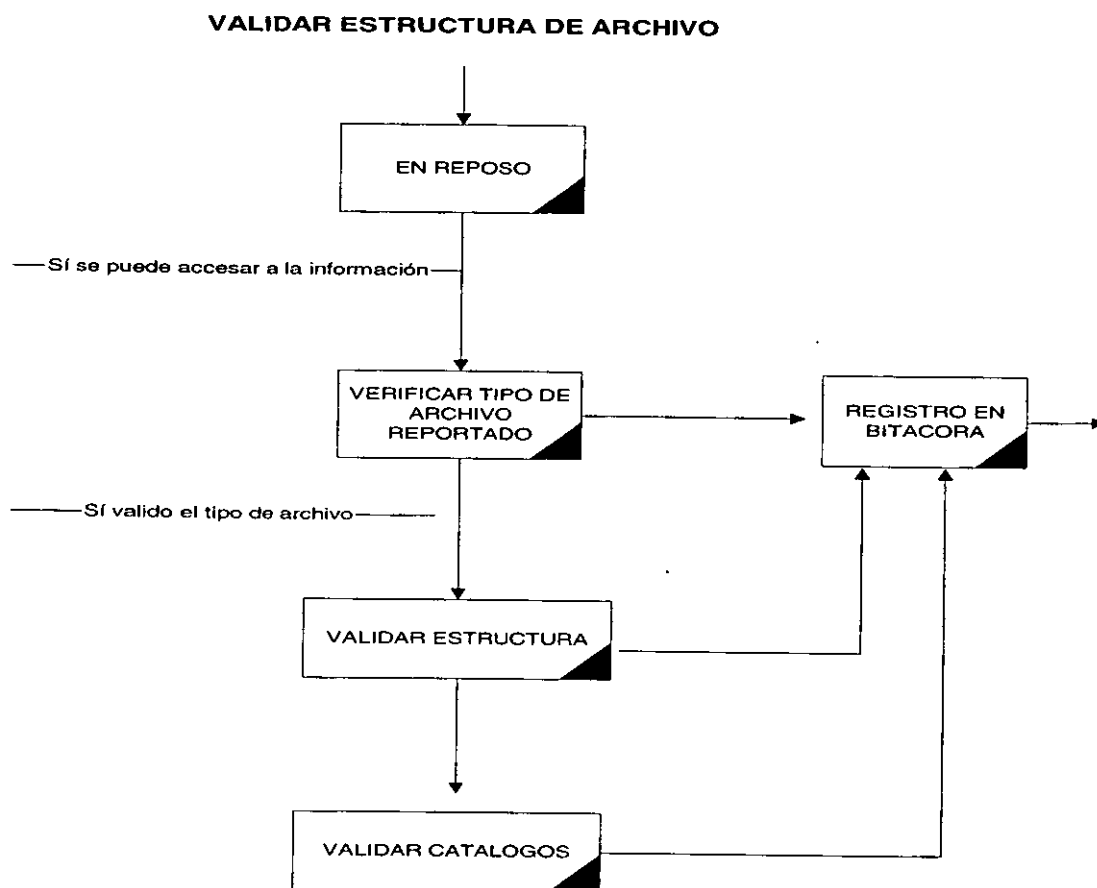 VALIDAR ESTRUCTURA DE ARCHIVO
EN REPOSO
Sí se puede accesar a la información
VERIFICAR TIPO DE
ARCHIVO
REPORTADO
REGISTRO EN
BITACORA
Sí valido el tipo de archivo
VALIDAR ESTRUCTURA
VALIDAR CATALOGOS